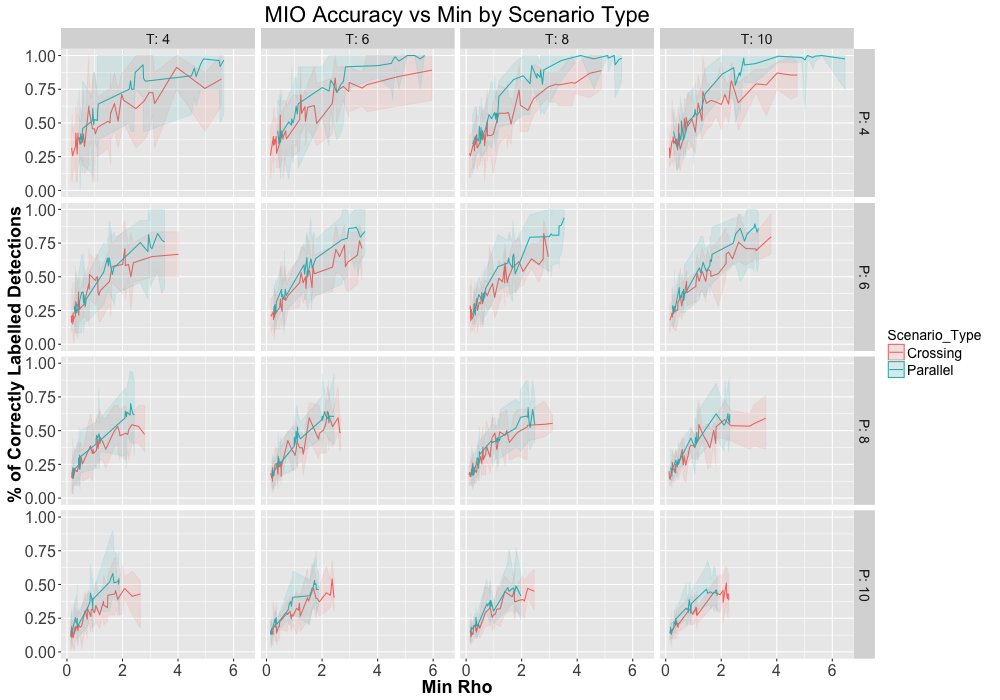 MIO Accuracy vs Min by Scenario Type
T: 4 T: 6 T: 8 T: 10
1.00
0.75
0.50
0.25
0.00
P: 4
1.00
0.75
0.50
0.25
0.00
P: 6
1.00
0.75
0.50
0.25
0.00
P: 8
1.00
0.75
0.50
0.25
0.00
P: 10
% of Correctly Labelled Detections
0 2 4 6 0 2 4 6 0 2 4 6 0 2 4 6
Min Rho
Scenario_Type
Crossing
Parallel